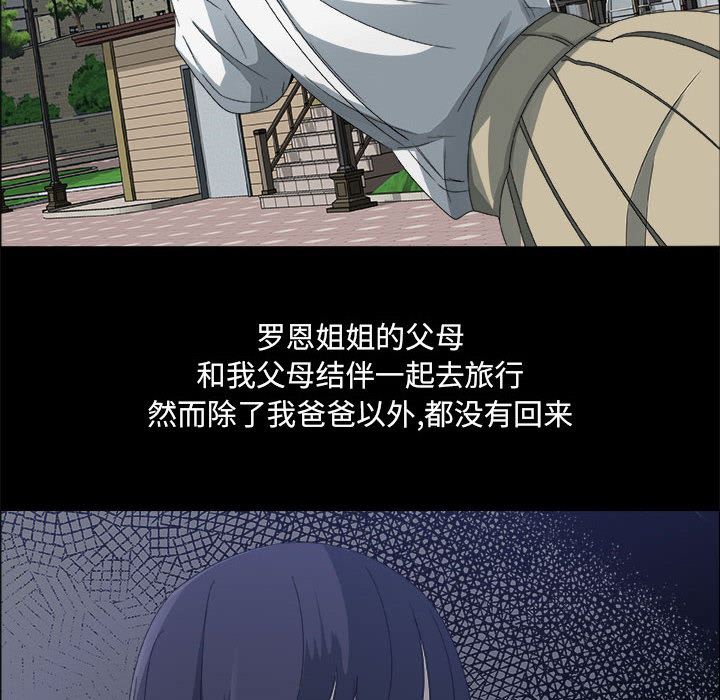 罗恩姐姐的父母
和我父母结伴一起去旅行
然而除了我爸爸以外,都没有回来